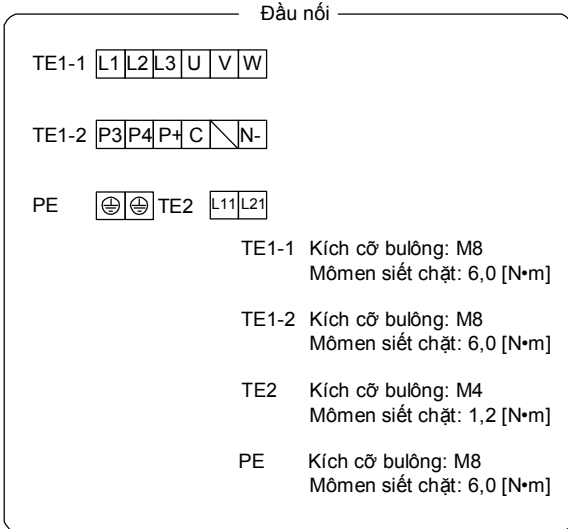 Đầu nối
TE1-1 L1 L2 L3 U V W
TE1-2 P3 P4 P+ C N-
PE TE2 L11 L21
TE1-1 Kích cỡ bulông: M8
Mômen siết chặt: 6,0 [N•m]
TE1-2 Kích cỡ bulông: M8
Mômen siết chặt: 6,0 [N•m]
TE2 Kích cỡ bulông: M4
Mômen siết chặt: 1,2 [N•m]
PE Kích cỡ bulông: M8
Mômen siết chặt: 6,0 [N•m]